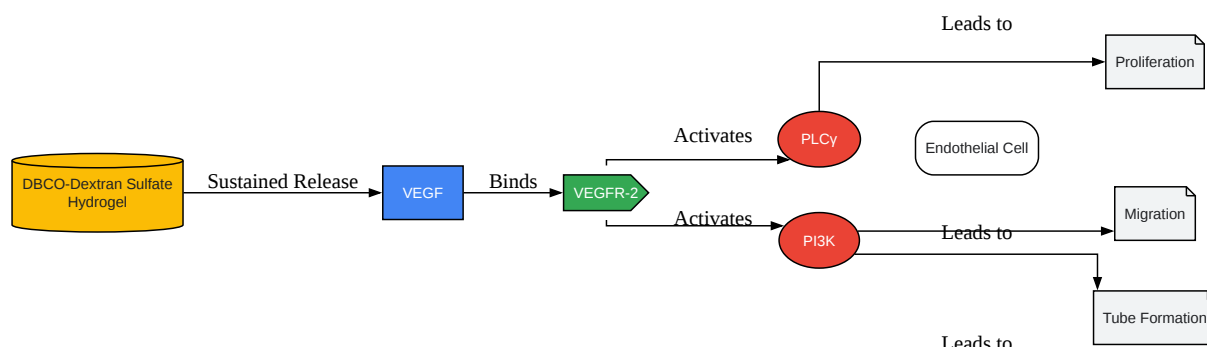 Leads to
Proliferation
Activates
PLCγ
Endothelial Cell
DBCO-Dextran Sulfate
Hydrogel
Sustained Release
VEGF
Binds
VEGFR-2
Activates
PI3K
Leads to
Migration
Tube Formation
Leads to